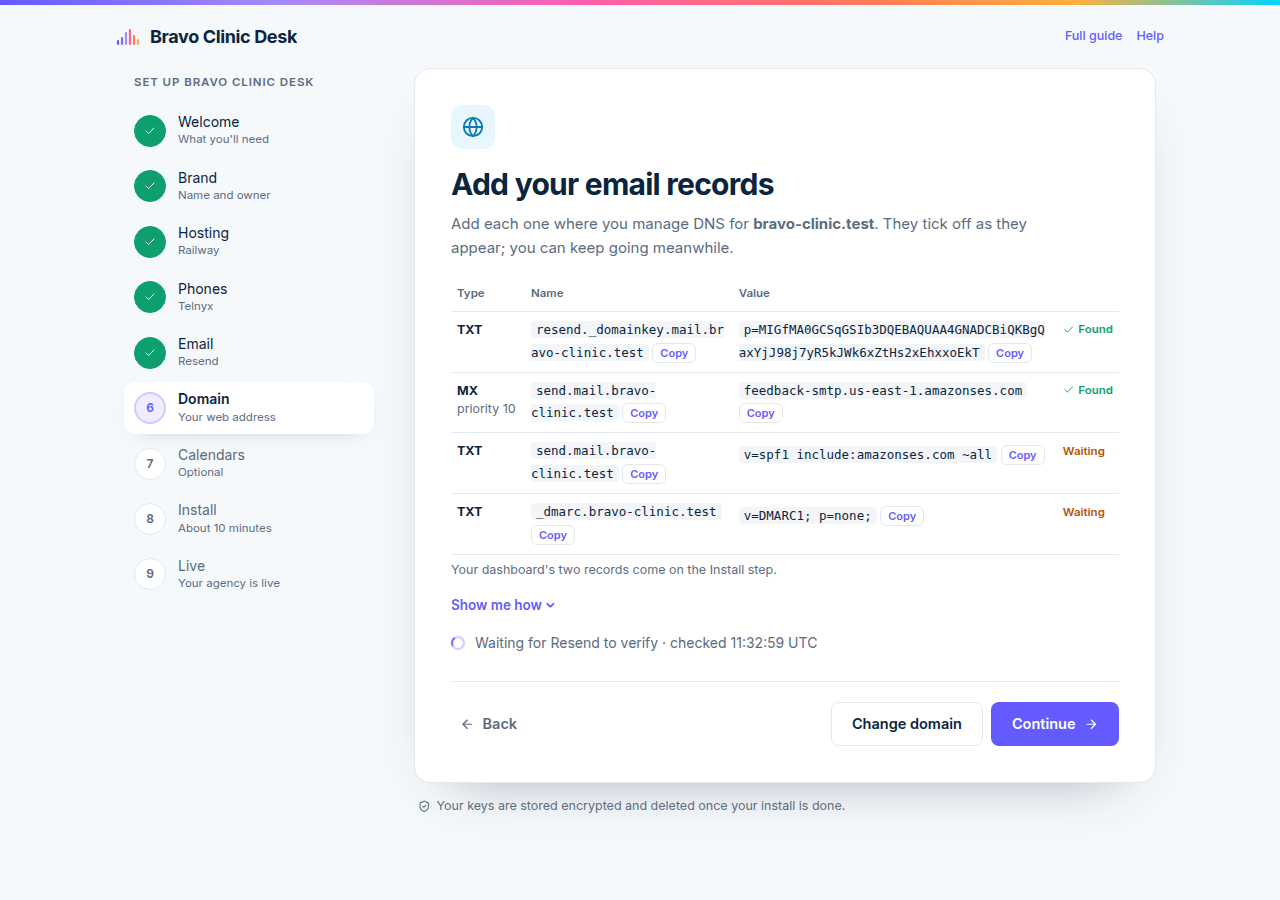 Bravo Clinic Desk
Full guide Help
SET UP BRAVO CLINIC DESK
Welcome
What you'll need
Brand
Name and owner
Hosting
Railway
Phones
Telnyx
Email
Resend
6
Domain
Your web address
7
Calendars
Optional
8
Install
About 10 minutes
9
Live
Your agency is live
Add your email records
Add each one where you manage DNS for bravo-clinic.test. They tick off as they
appear; you can keep going meanwhile.
Type Name Value
TXT resend._domainkey.mail.br p=MIGfMA0GCSqGSIb3DQEBAQUAA4GNADCBiQKBgQ Found
avo-clinic.test Copy axYjJ98j7yR5kJWk6xZtHs2xEhxxoEkT Copy
MX send.mail.bravo- feedback-smtp.us-east-1.amazonses.com Found
priority 10 clinic.test Copy Copy
TXT send.mail.bravo- v=spf1 include:amazonses.com ~all Copy Waiting
clinic.test Copy
TXT _dmarc.bravo-clinic.test v=DMARC1; p=none; Copy Waiting
Copy
Your dashboard's two records come on the Install step.
Show me how
Waiting for Resend to verify · checked 11:32:59 UTC
Back Change domain Continue
Your keys are stored encrypted and deleted once your install is done.